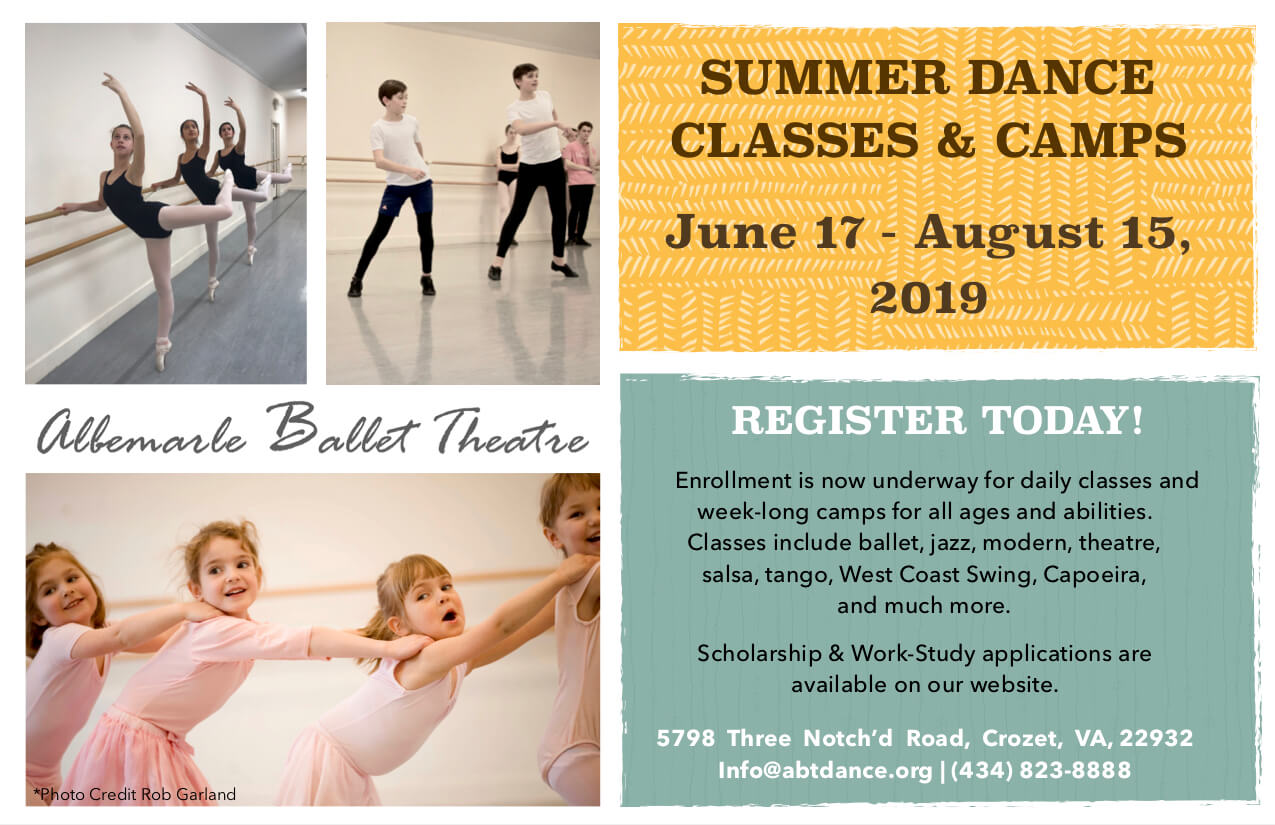 SUMMER DANCE
CLASSES & CAMPS
June 17 - August 15,
2019
Albemarle Ballet Theatre
REGISTER TODAY!
Enrollment is now underway for daily classes and
week-long camps for all ages and abilities.
Classes include ballet, jazz, modern, theatre,
salsa, tango, West Coast Swing, Capoeira,
and much more.
Scholarship & Work-Study applications are
available on our website.
5798 Three Notch’d Road, Crozet, VA, 22932
Info@abtdance.org | (434) 823-8888
*Photo Credit Rob Garland